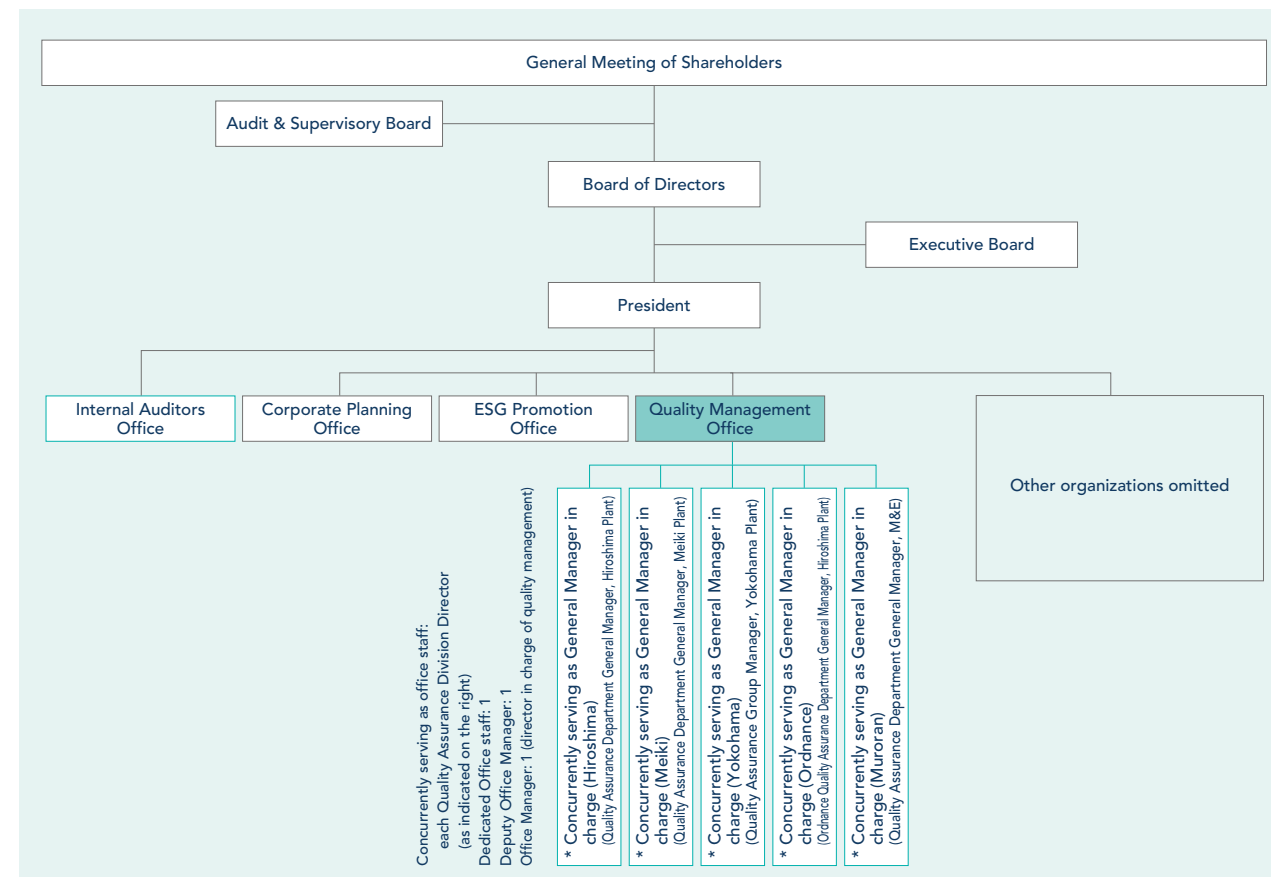 General Meeting of Shareholders
Audit & Supervisory Board
Board of Directors
Executive Board
President
Internal Auditors
Office
Corporate Planning
Office
ESG Promotion
Office
Quality Management
Office
Other organizations omitted
Concurrently serving as office staff:
each Quality Assurance Division Director
(as indicated on the right)
Dedicated Office staff: 1
Deputy Office Manager: 1
Office Manager: 1 (director in charge of quality management)
* Concurrently serving as General Manager in
charge (Hiroshima)
(Quality Assurance Department General Manager, Hiroshima Plant)
* Concurrently serving as General Manager in
charge (Meiki)
(Quality Assurance Department General Manager, Meiki Plant)
* Concurrently serving as General Manager in
charge (Yokohama)
(Quality Assurance Group Manager, Yokohama Plant)
* Concurrently serving as General Manager in
charge (Ordnance)
(Ordnance Quality Assurance Department General Manager, Hiroshima Plant)
* Concurrently serving as General Manager in
charge (Muroran)
(Quality Assurance Department General Manager, M&E)